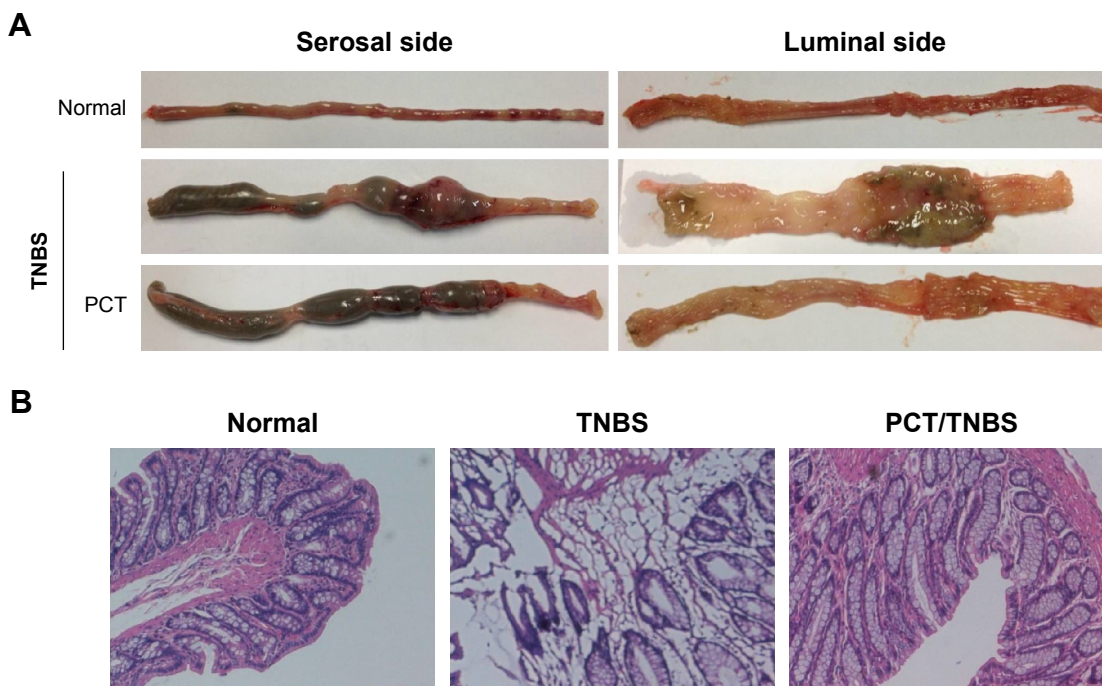 A
Serosal side
Luminal side
Normal
TNBS
PCT
B
Normal
TNBS
PCT/TNBS